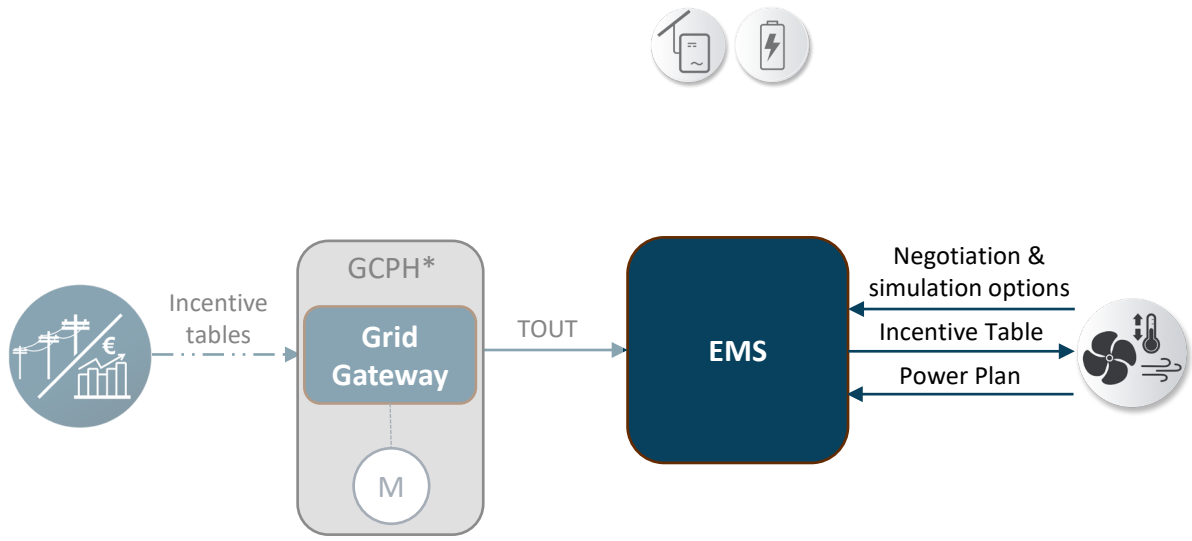 Incentive
tables
€
GCPH*
Grid
Gateway
M
TOUT
EMS
Negotiation &
simulation options
Incentive Table
Power Plan